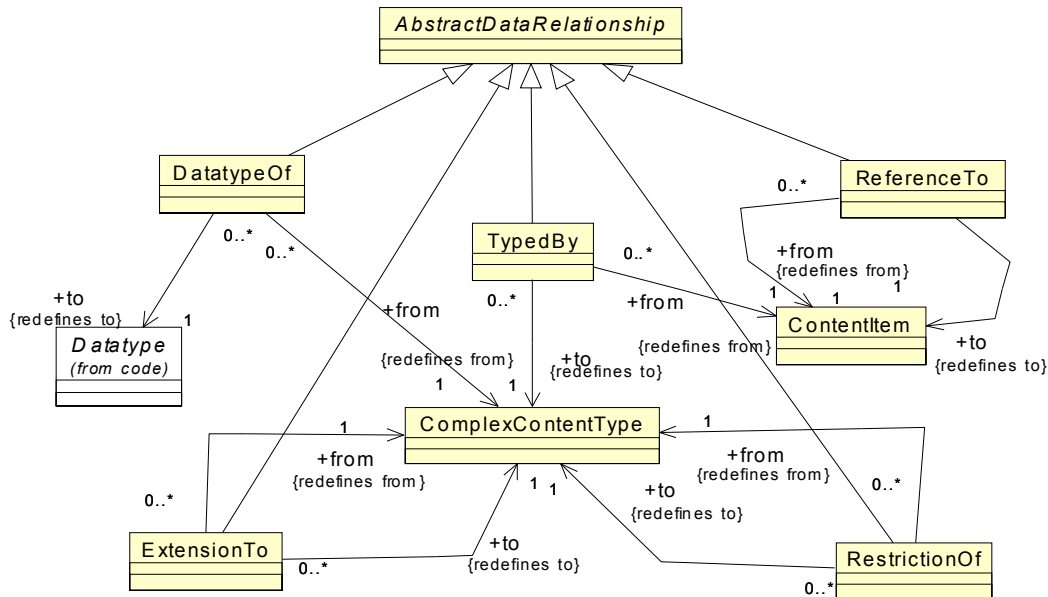 AbstractDataRelationship
DatatypeOf
ReferenceTo
0..*
TypedBy
0..*
0..*
0..*
+from
{redefines from}
+to
{redefines to}
1
Datatype
(from code)
+from
{redefines from}
1
0..*
+to
{redefines to}
1
+from
{redefines from}
1
1
1
ContentItem
+to
{redefines to}
ComplexContentType
1
+from
{redefines from}
0..*
1
+from
{redefines from}
0..*
1
1
+to
{redefines to}
ExtensionTo
0..*
+to
{redefines to}
RestrictionOf
0..*